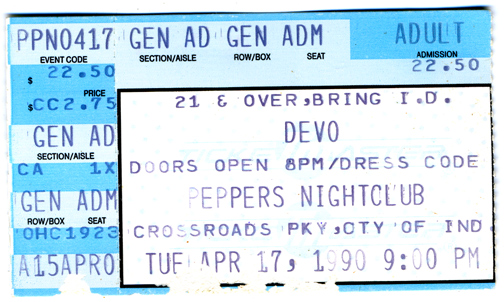 PPN0417 GEN AD GEN ADM ADULT
EVENT CODE SECTION/AISLE ROW/BOX SEAT ADMISSION
$ 22.50 22.50
PRICE
$CC2.75
21 & OVER,BRING I.D.
GEN AD DEVO
SECTION/AISLE
CA 1X DOORS OPEN 8PM/DRESS CODE
GEN ADM PEPPERS NIGHTCLUB
ROW/BOX SEAT
OHC1923 CROSSROADS PKY,CTY OF IND
A15APR0 TUE APR 17, 1990 9:00 PM